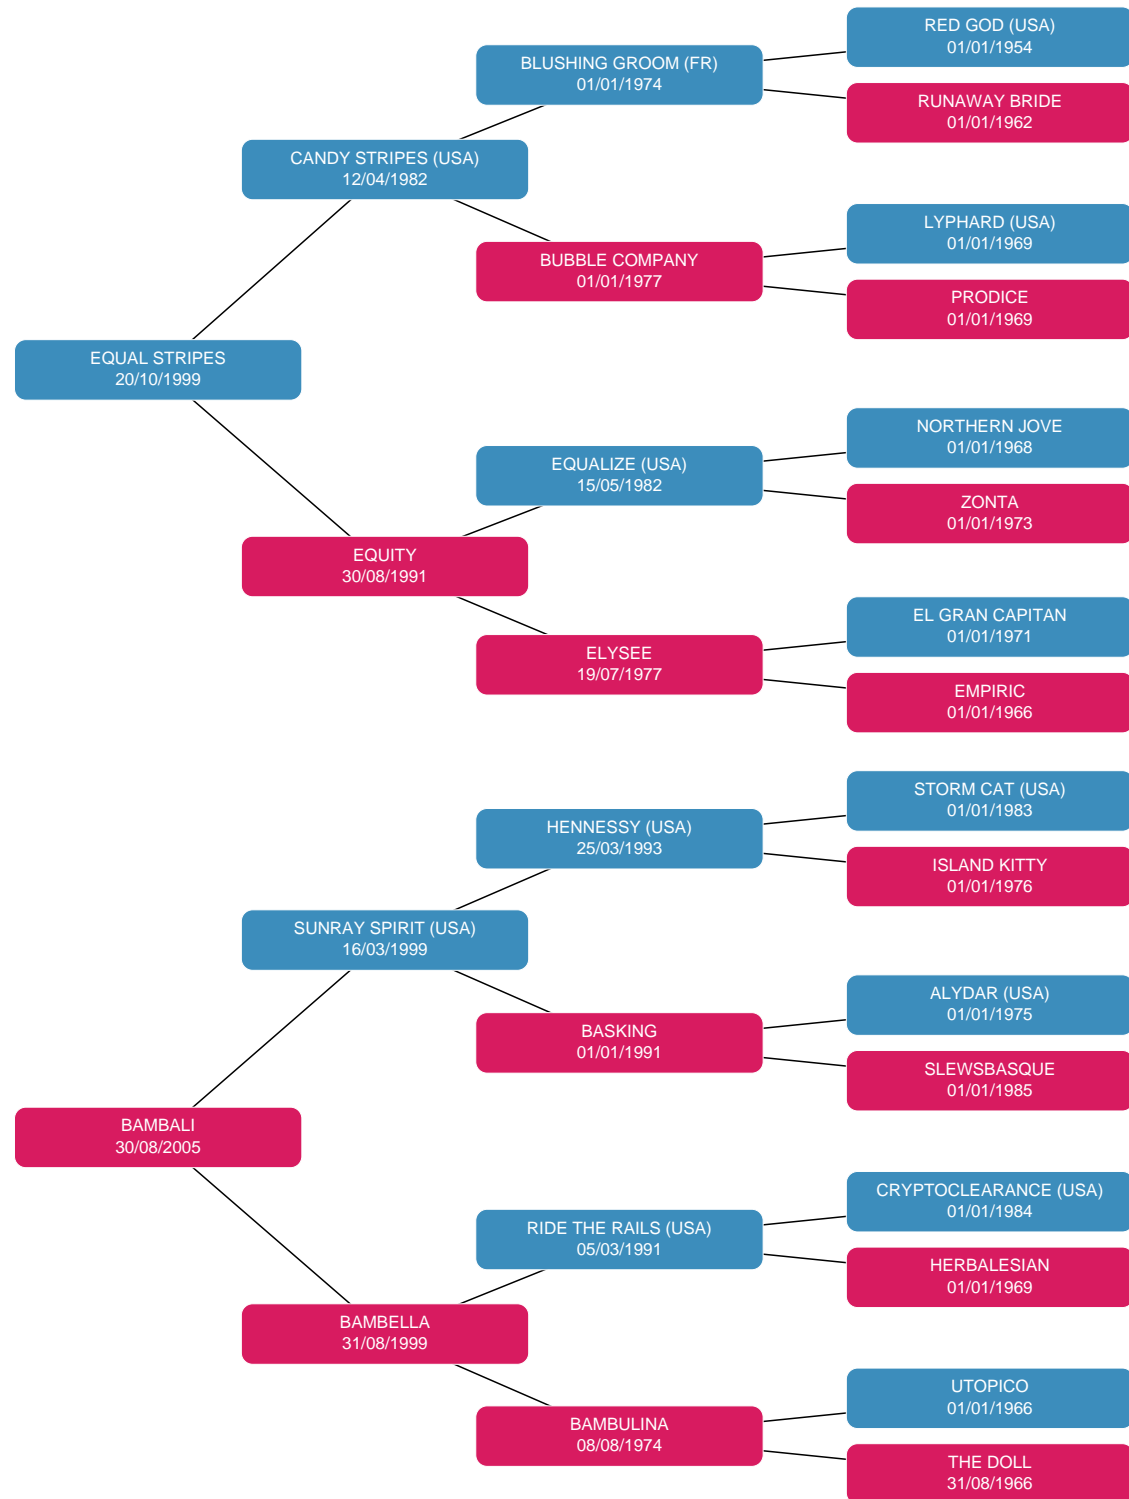 RED GOD (USA)
01/01/1954
BLUSHING GROOM (FR)
01/01/1974
RUNAWAY BRIDE
01/01/1962
CANDY STRIPES (USA)
12/04/1982
LYPHARD (USA)
01/01/1969
BUBBLE COMPANY
01/01/1977
PRODICE
01/01/1969
EQUAL STRIPES
20/10/1999
NORTHERN JOVE
01/01/1968
EQUALIZE (USA)
15/05/1982
ZONTA
01/01/1973
EQUITY
30/08/1991
EL GRAN CAPITAN
01/01/1971
ELYSEE
19/07/1977
EMPIRIC
01/01/1966
STORM CAT (USA)
01/01/1983
HENNESSY (USA)
25/03/1993
ISLAND KITTY
01/01/1976
SUNRAY SPIRIT (USA)
16/03/1999
ALYDAR (USA)
01/01/1975
BASKING
01/01/1991
SLEWSBASQUE
01/01/1985
BAMBALI
30/08/2005
CRYPTOCLEARANCE (USA)
01/01/1984
RIDE THE RAILS (USA)
05/03/1991
HERBALESIAN
01/01/1969
BAMBELLA
31/08/1999
UTOPICO
01/01/1966
BAMBULINA
08/08/1974
THE DOLL
31/08/1966